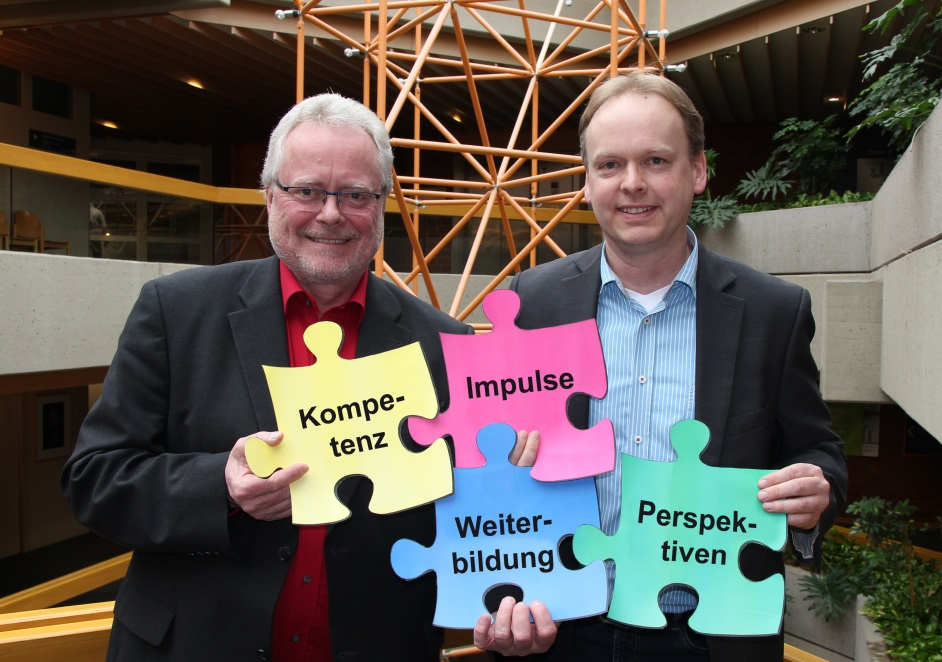 Kompe-
tenz
Impulse
Weiter-
bildung
Perspek-
tiven